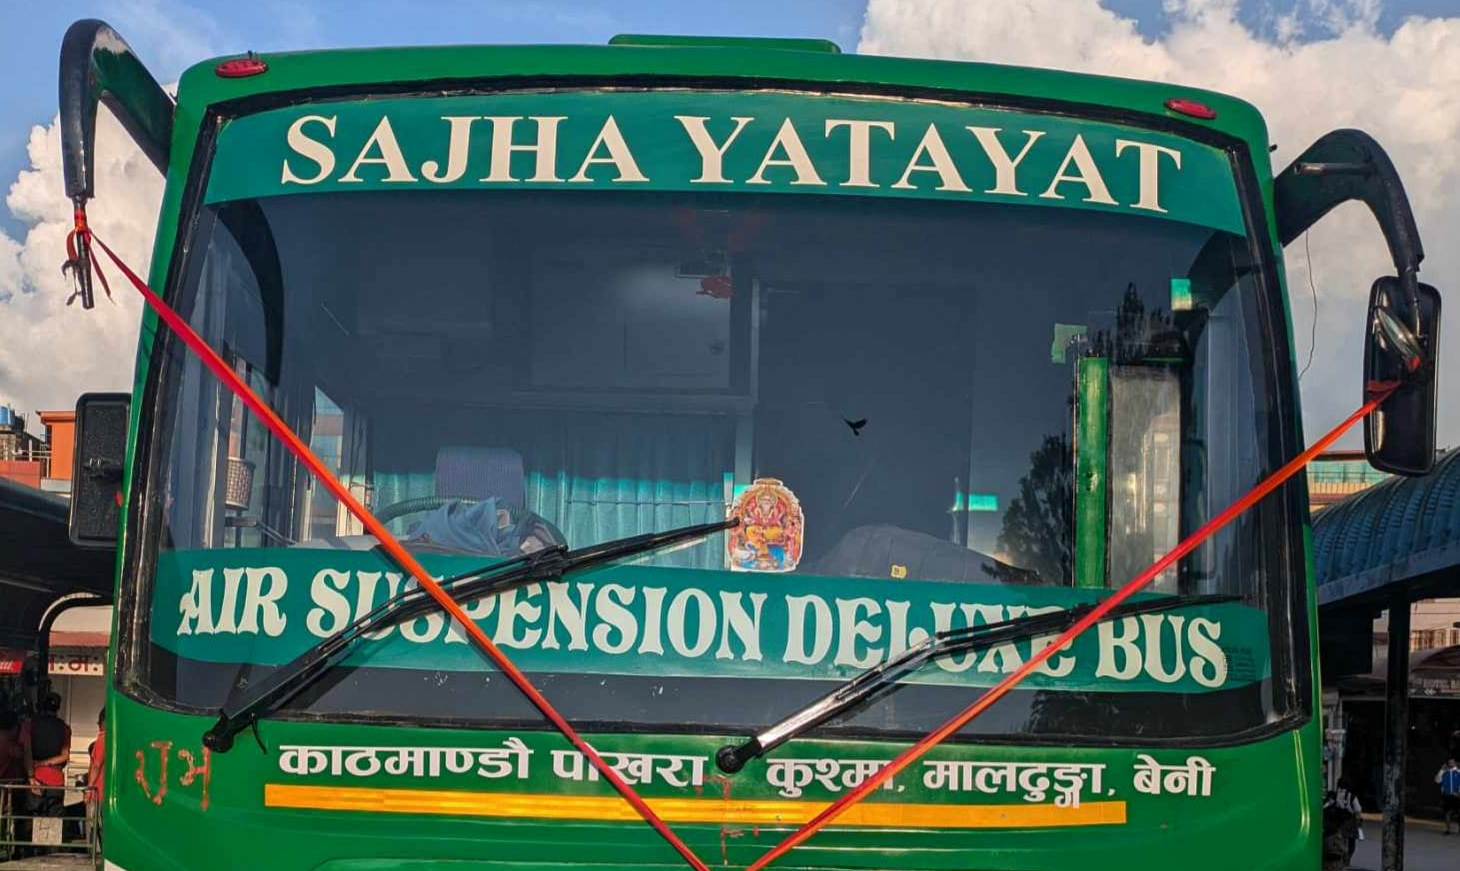 SAJHA YATAYAT
AIR SUSPENSION DELUXE BUS
काठमाण्डौ पोखरा कुश्मा, मालढुङ्गा, बेनी
शुभ